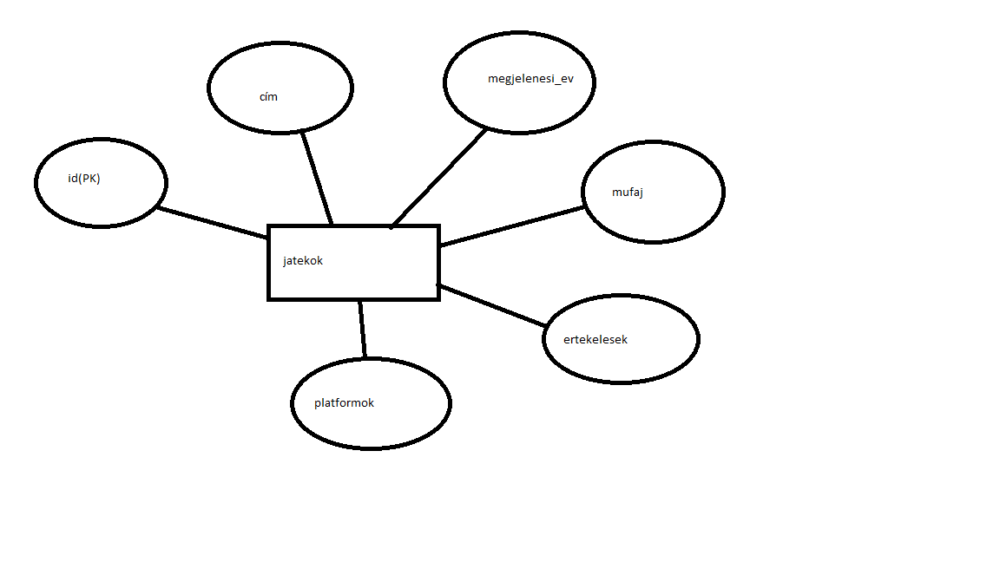 cím
megjelenesi_ev
id(PK)
mufaj
jatekok
ertekelesek
platformok